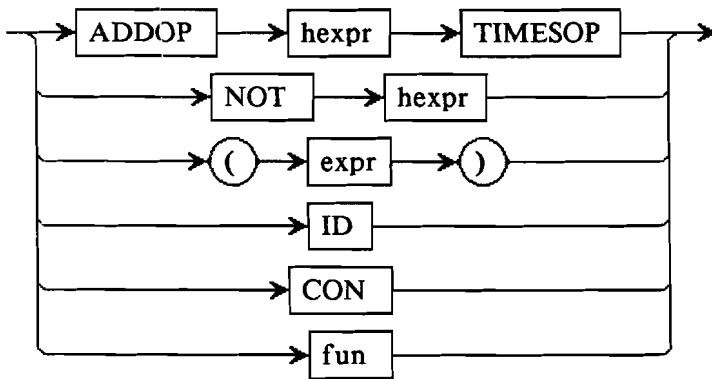 ADDOP hexpr TIMESOP
NOT hexpr
( expr )
ID
CON
fun